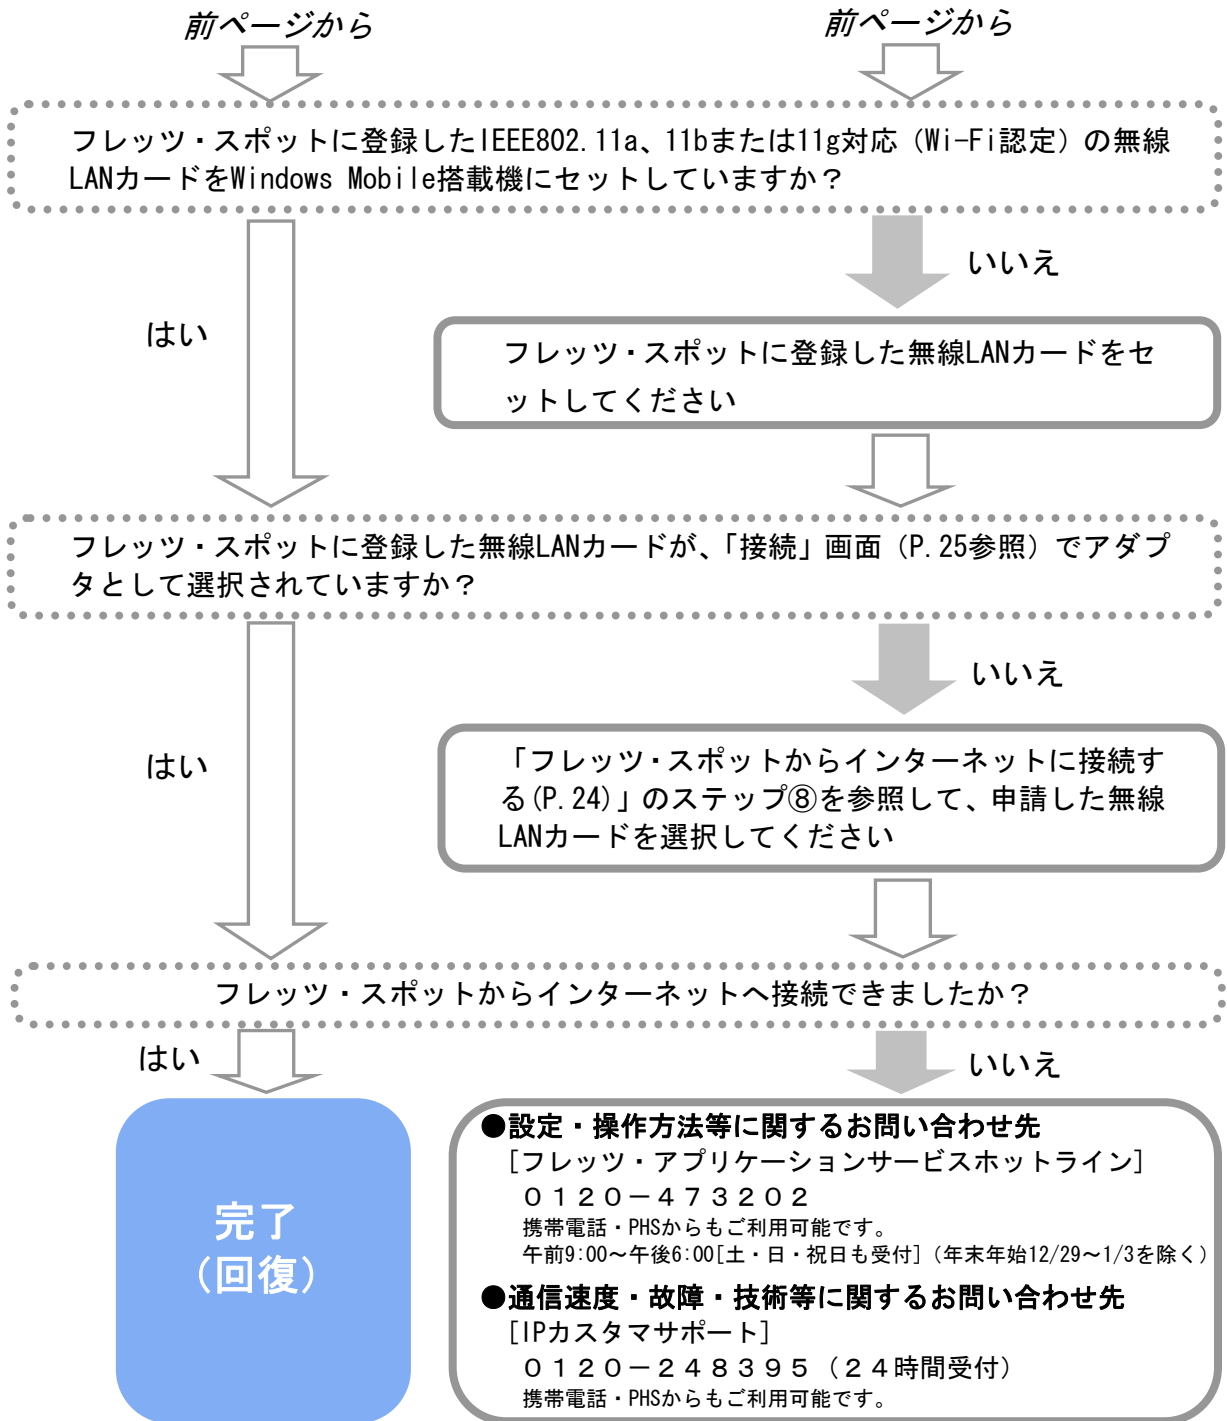 前ページから
前ページから
フレッツ・スポットに登録したIEEE802.11a、11bまたは11g対応（Wi-Fi認定）の無線
LANカードをWindows Mobile搭載機にセットしていますか？
いいえ
はい
フレッツ・スポットに登録した無線LANカードをセ
ットしてください
フレッツ・スポットに登録した無線LANカードが、「接続」画面（P.25参照）でアダプ
タとして選択されていますか？
いいえ
はい
「フレッツ・スポットからインターネットに接続す
る(P.24)」のステップ⑧を参照して、申請した無線
LANカードを選択してください
フレッツ・スポットからインターネットへ接続できましたか？
はい
いいえ
完了
（回復）
●設定・操作方法等に関するお問い合わせ先
[フレッツ・アプリケーションサービスホットライン]
０１２０－４７３２０２
携帯電話・PHSからもご利用可能です。
午前9:00～午後6:00[土・日・祝日も受付]（年末年始12/29～1/3を除く）
●通信速度・故障・技術等に関するお問い合わせ先
[IPカスタマサポート]
０１２０－２４８３９５（２４時間受付）
携帯電話・PHSからもご利用可能です。